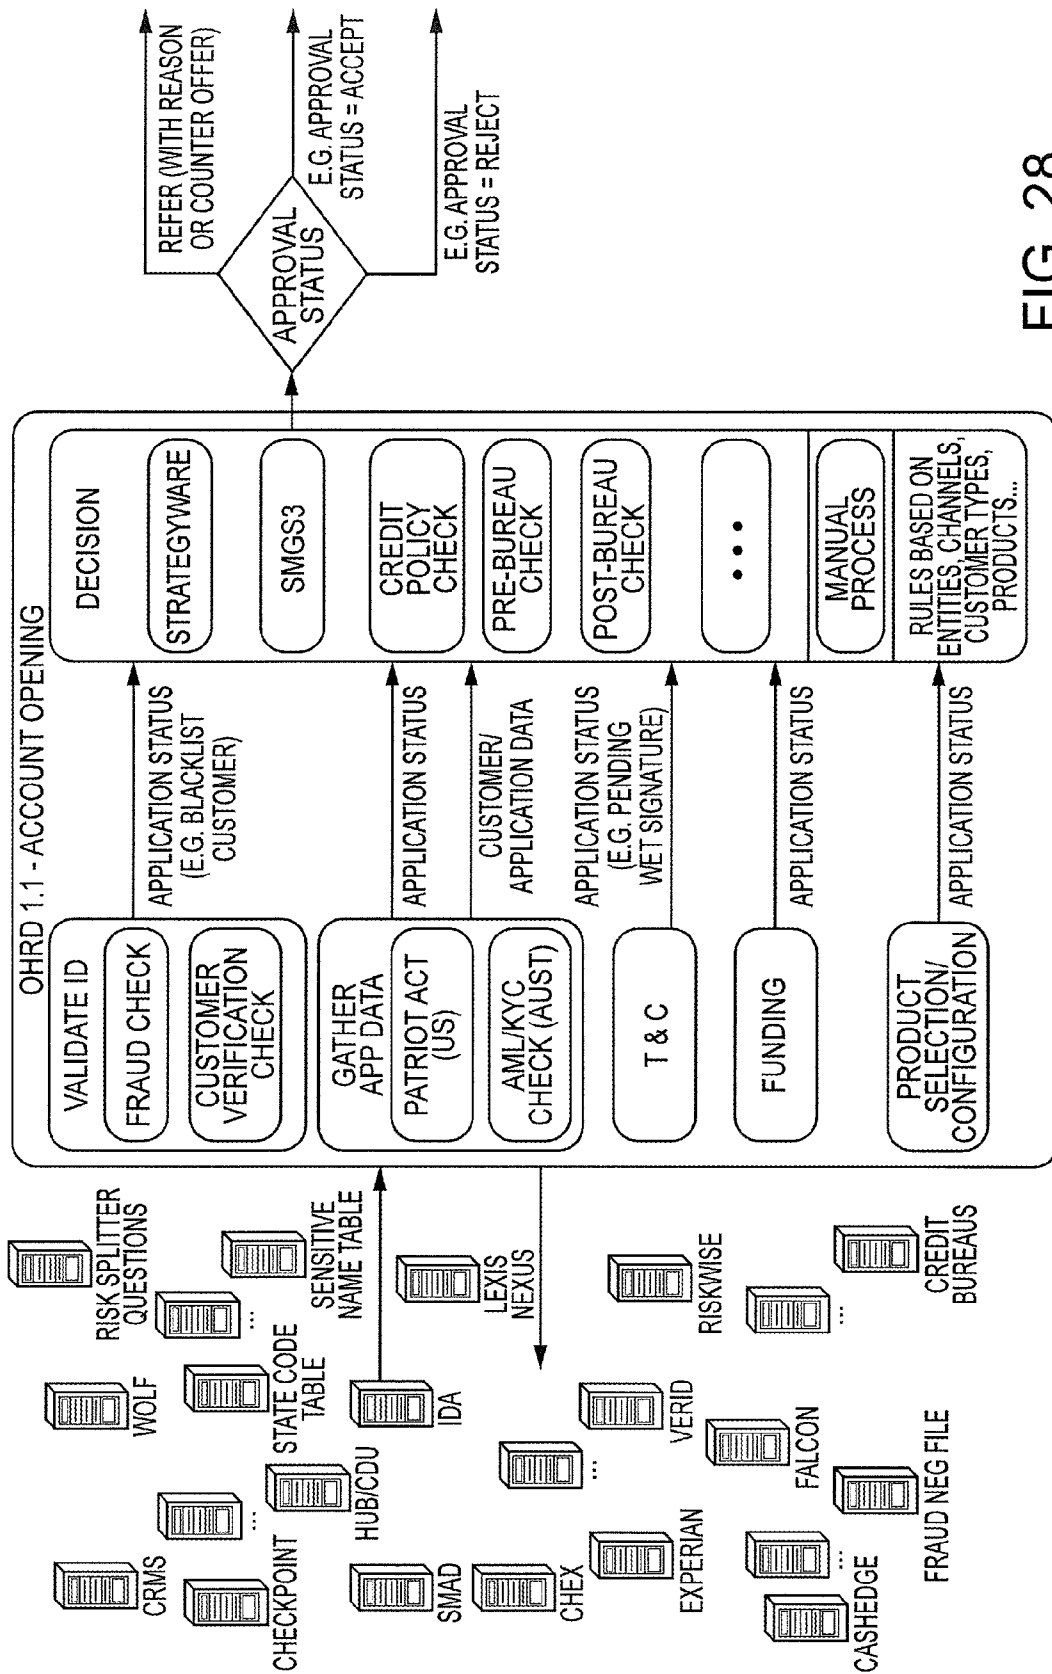 OHRD 1.1 - ACCOUNT OPENING
CRMS
CHECKPOINT
...
HUB/CDU
WOLF
STATE CODE
TABLE
RISK SPLITTER
QUESTIONS
...
SENSITIVE
NAME TABLE
SMAD
CHEX
IDA
LEXIS
NEXUS
...
EXPERIAN
VERID
RISKWISE
FALCON
...
CASHEDGE
...
FRAUD NEG FILE
CREDIT
BUREAUS
VALIDATE ID
FRAUD CHECK
CUSTOMER
VERIFICATION
CHECK
GATHER
APP DATA
PATRIOT ACT
(US)
AML/KYC
CHECK (AUST)
T & C
FUNDING
PRODUCT
SELECTION/
CONFIGURATION
APPLICATION STATUS
(E.G. BLACKLIST
CUSTOMER)
APPLICATION STATUS
CUSTOMER/
APPLICATION DATA
APPLICATION STATUS
(E.G. PENDING
WET SIGNATURE)
APPLICATION STATUS
APPLICATION STATUS
DECISION
STRATEGYWARE
SMGS3
CREDIT
POLICY
CHECK
PRE-BUREAU
CHECK
POST-BUREAU
CHECK
•••
MANUAL
PROCESS
RULES BASED ON
ENTITIES, CHANNELS,
CUSTOMER TYPES,
PRODUCTS...
APPROVAL
STATUS
REFER (WITH REASON
OR COUNTER OFFER)
E.G. APPROVAL
STATUS = ACCEPT
E.G. APPROVAL
STATUS = REJECT
FIG. 28